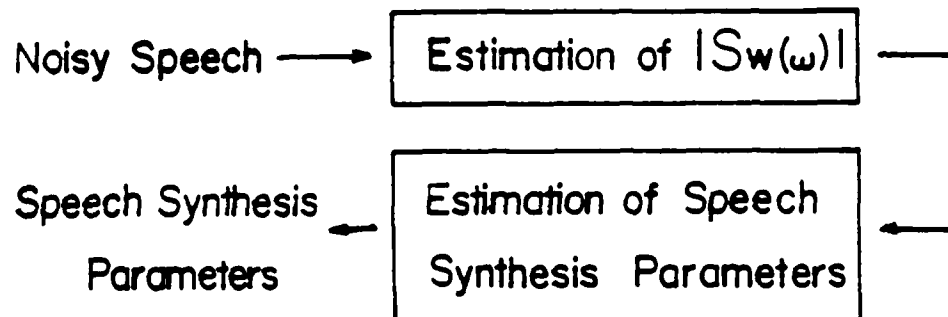 Noisy Speech
Estimation of |Sw(ω)|
Speech Synthesis
Parameters
Estimation of Speech
Synthesis Parameters